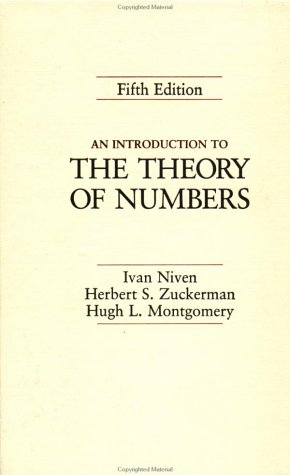 Fifth Edition
AN INTRODUCTION TO
THE THEORY
OF NUMBERS
Ivan Niven
Herbert S. Zuckerman
Hugh L. Montgomery